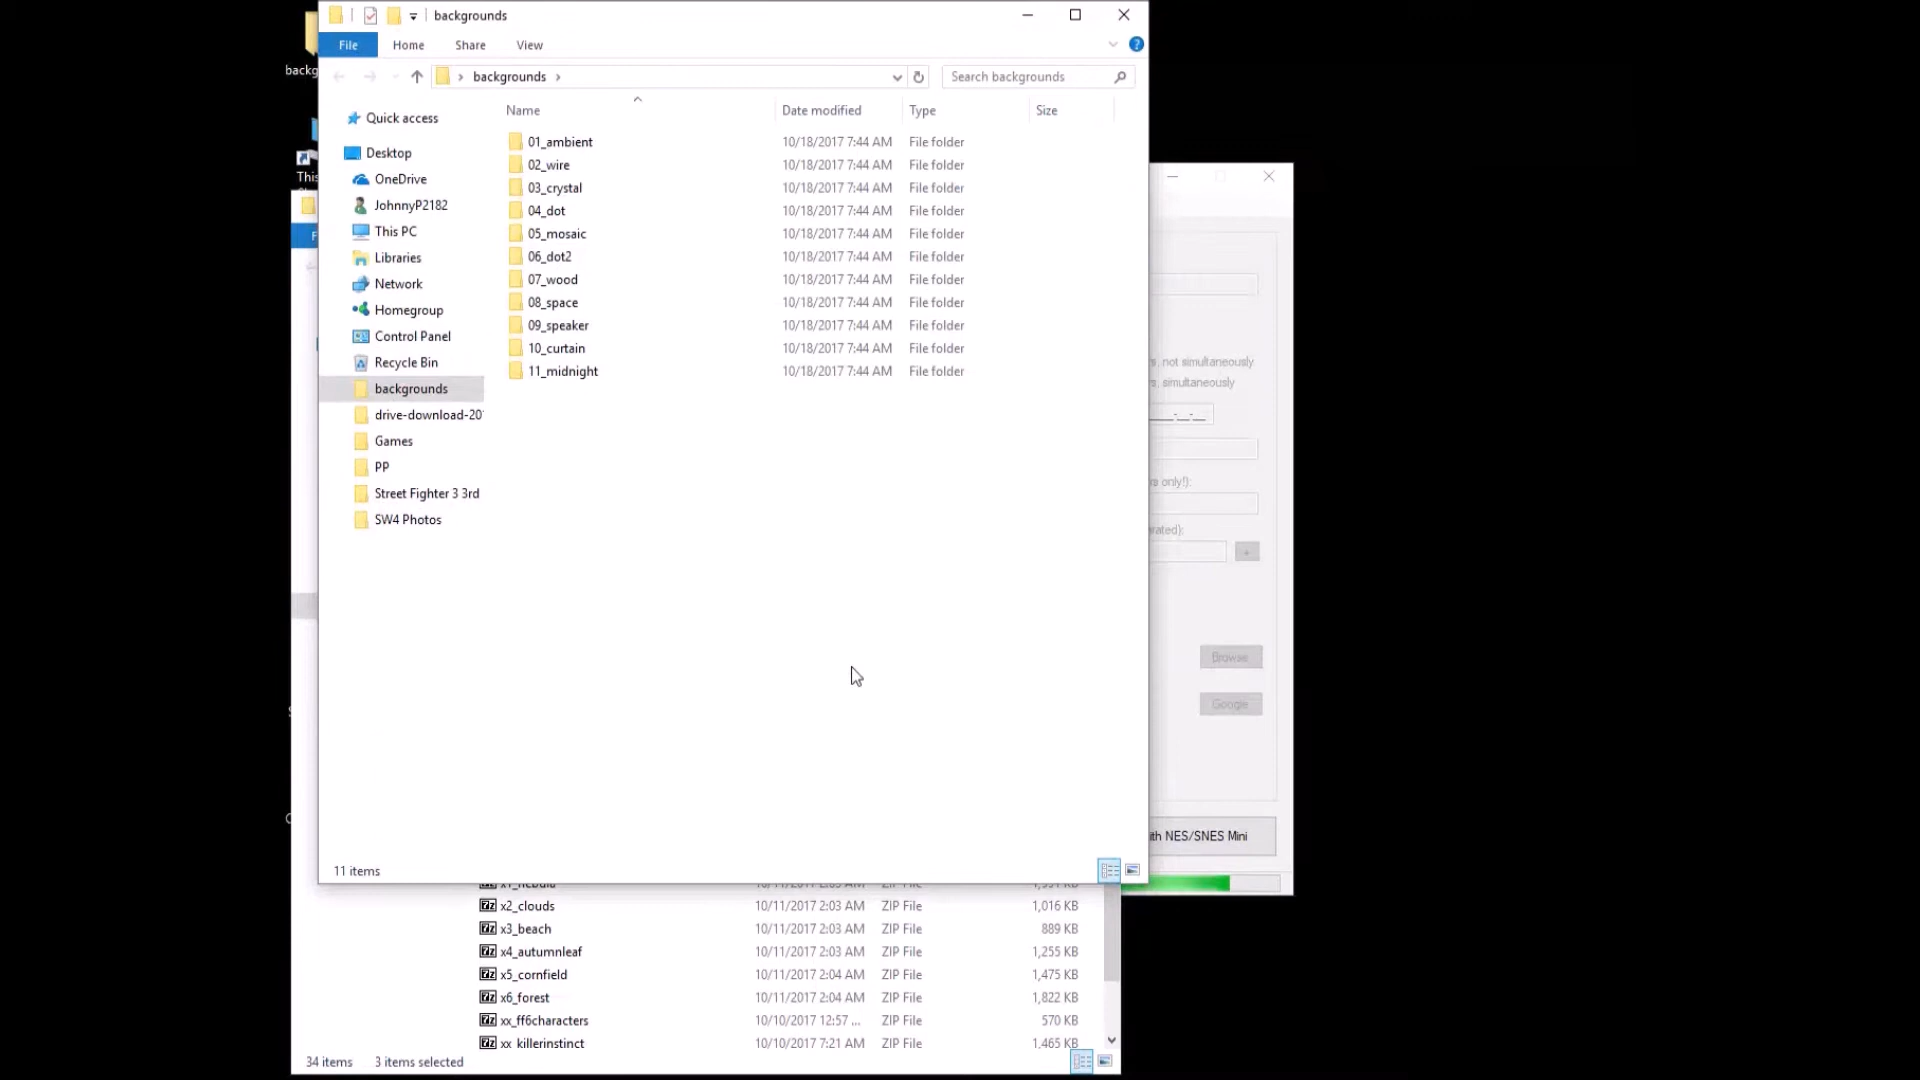 backgrounds
File Home Share View
backgrounds
Search backgrounds
Name Date modified Type Size
Quick access
Desktop
OneDrive
JohnnyP2182
This PC
Libraries
Network
Homegroup
Control Panel
Recycle Bin
backgrounds
drive-download-20
Games
PP
Street Fighter 3 3rd
SW4 Photos
01_ambient 10/18/2017 7:44 AM File folder
02_wire 10/18/2017 7:44 AM File folder
03_crystal 10/18/2017 7:44 AM File folder
04_dot 10/18/2017 7:44 AM File folder
05_mosaic 10/18/2017 7:44 AM File folder
06_dot2 10/18/2017 7:44 AM File folder
07_wood 10/18/2017 7:44 AM File folder
08_space 10/18/2017 7:44 AM File folder
09_speaker 10/18/2017 7:44 AM File folder
10_curtain 10/18/2017 7:44 AM File folder
11_midnight 10/18/2017 7:44 AM File folder
11 items
backg
This
rs, not simultaneously
rs, simultaneously
rs only!):
arated):
+
Browse
Google
ith NES/SNES Mini
x2_clouds 10/11/2017 2:03 AM ZIP File 1,016 KB
x3_beach 10/11/2017 2:03 AM ZIP File 889 KB
x4_autumnleaf 10/11/2017 2:03 AM ZIP File 1,255 KB
x5_cornfield 10/11/2017 2:04 AM ZIP File 1,475 KB
x6_forest 10/11/2017 2:04 AM ZIP File 1,822 KB
xx_ff6characters 10/10/2017 12:57 ... ZIP File 570 KB
xx_killerinstinct 10/10/2017 7:21 AM ZIP File 1,465 KB
34 items 3 items selected